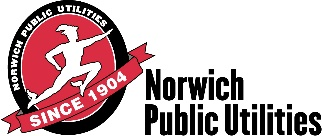 NORWICH PUBLIC UTILITIES
SINCE 1904
Norwich
Public Utilities